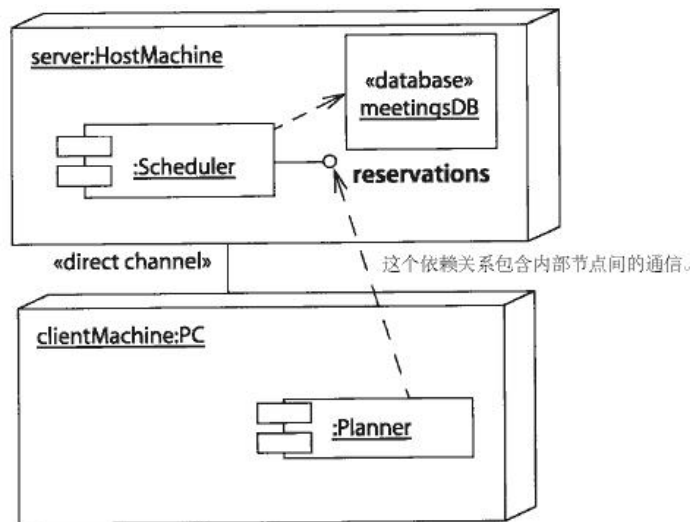 server:HostMachine
«database»
meetingsDB
:Scheduler
reservations
«direct channel»
这个依赖关系包含内部节点间的通信。
clientMachine:PC
:Planner